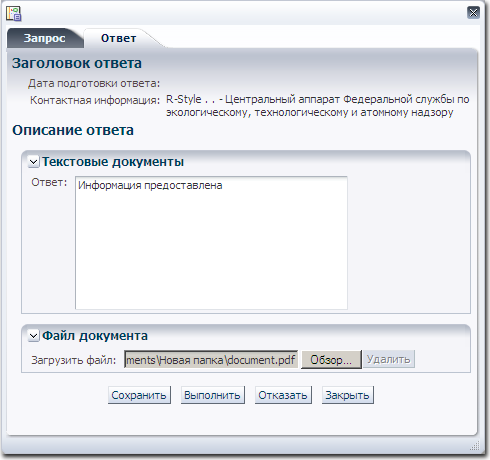 Запрос
Ответ
Заголовок ответа
Дата подготовки ответа:
Контактная информация: R-Style . . - Центральный аппарат Федеральной службы по
экологическому, технологическому и атомному надзору
Описание ответа
Текстовые документы
Ответ: Информация предоставлена
Файл документа
Загрузить файл: ments\Новая папка\document.pdf Обзор... Удалить
Сохранить Выполнить Отказать Закрыть